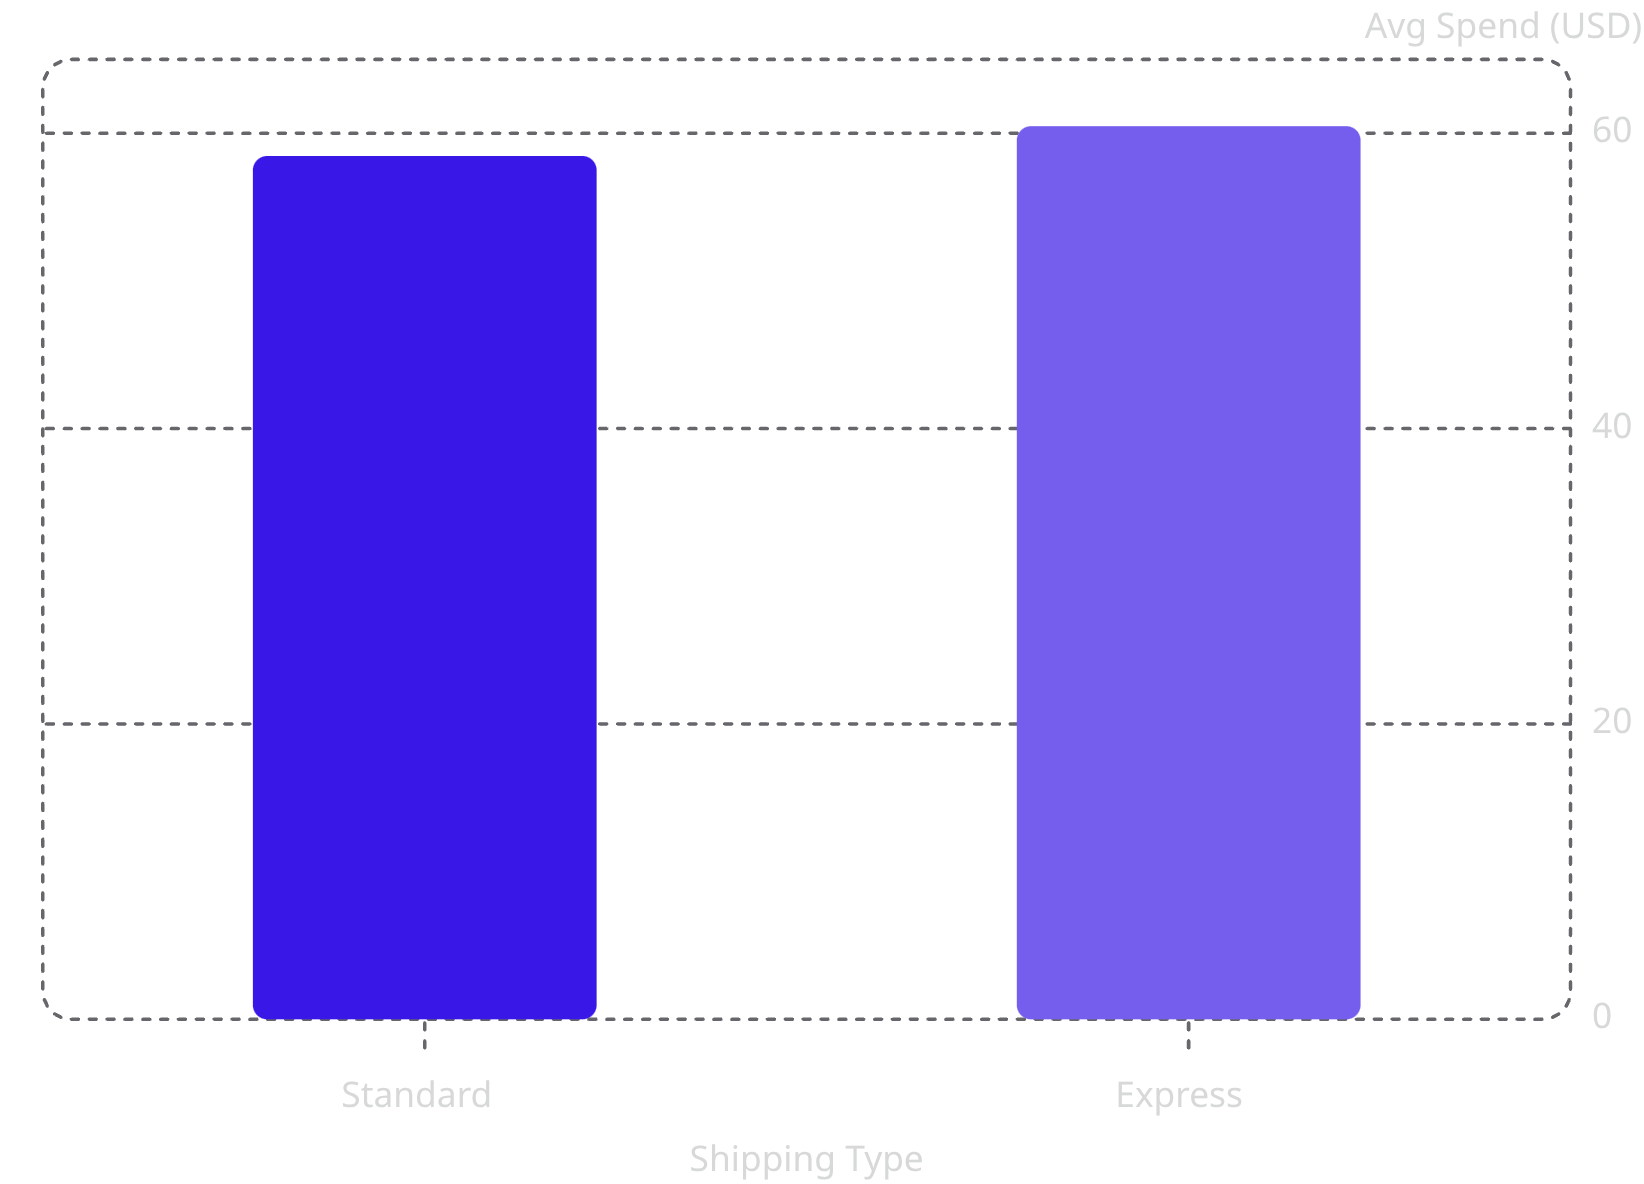 Avg Spend (USD)
60
40
20
0
Standard
Express
Shipping Type